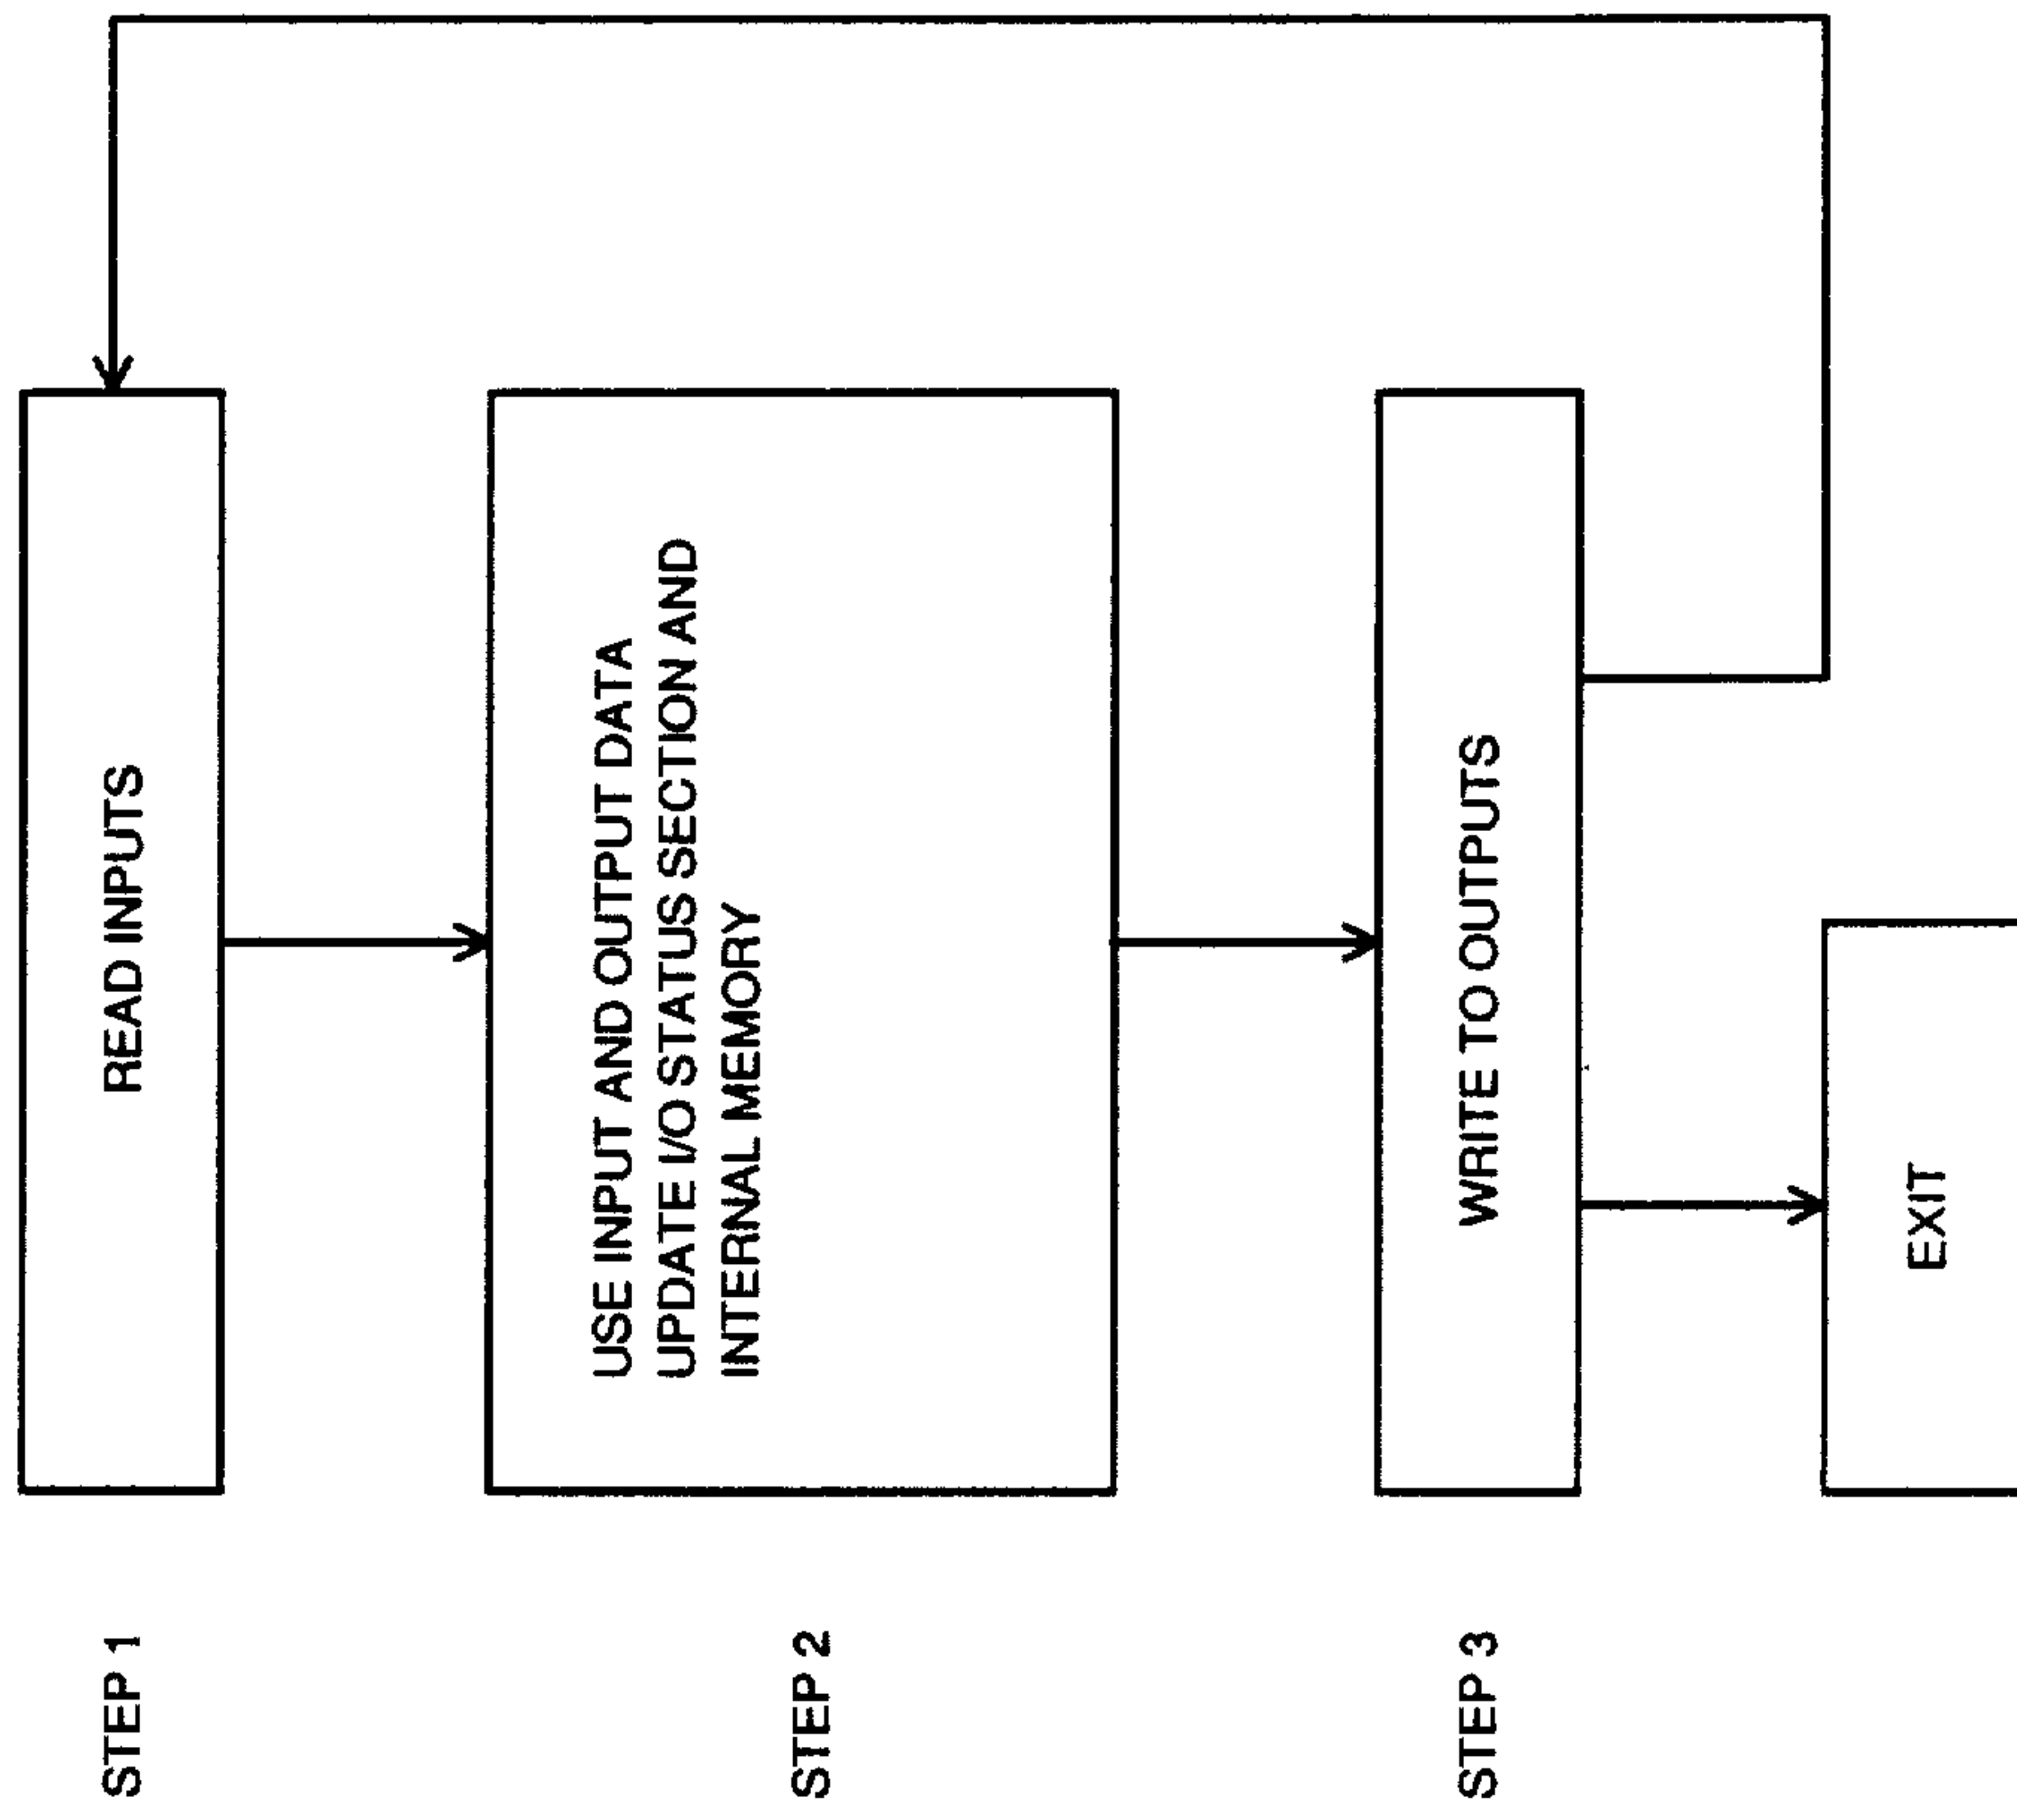 STEP 1
READ INPUTS
STEP 2
USE INPUT AND OUTPUT DATA
UPDATE I/O STATUS SECTION AND
INTERNAL MEMORY
STEP 3
WRITE TO OUTPUTS
EXIT